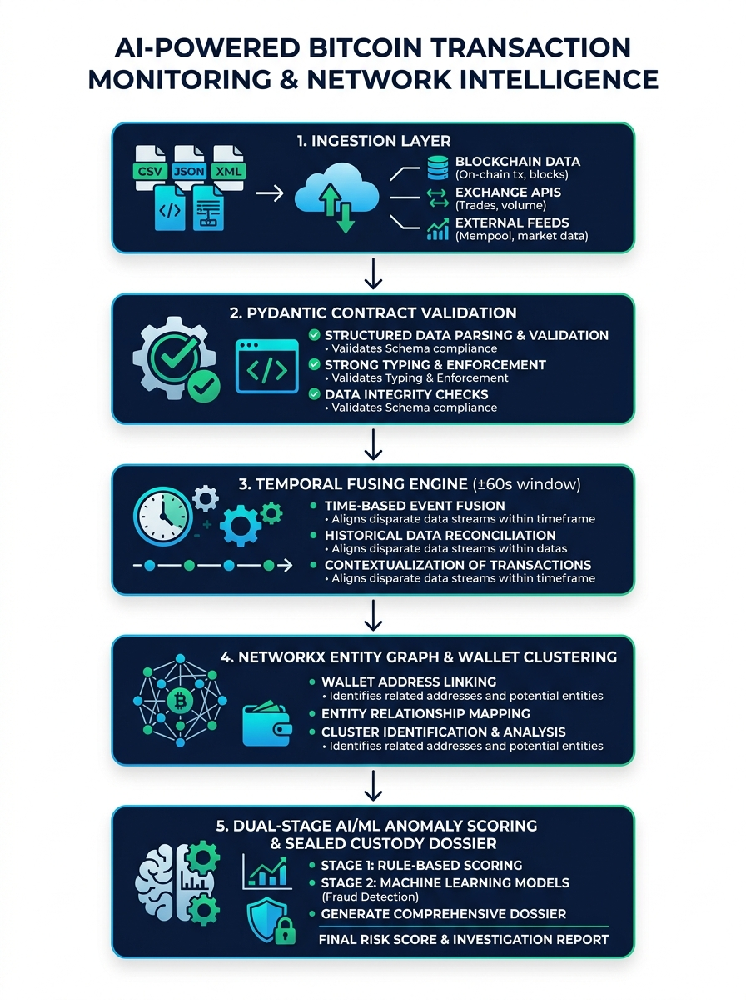 AI-POWERED BITCOIN TRANSACTION
MONITORING & NETWORK INTELLIGENCE
1. INGESTION LAYER
CSV
JSON
XML
</>
BLOCKCHAIN DATA
(On-chain tx, blocks)
EXCHANGE APIS
(Trades, volume)
EXTERNAL FEEDS
(Mempool, market data)
2. PYDANTIC CONTRACT VALIDATION
</>
STRUCTURED DATA PARSING & VALIDATION
• Vaiidates Schema compliance
STRONG TYPING & ENFORCEMENT
• Validates Typing & Enforcement
DATA INTEGRITY CHECKS
• Validates Schema compliance
3. TEMPORAL FUSING ENGINE (±60s window)
• TIME-BASED EVENT FUSION
• Aligns disparate data streams within timeframe
• HISTORICAL DATA RECONCILIATION
• Aligns disparate data streams within datas
• CONTEXTUALIZATION OF TRANSACTIONS
• Aligns disparate data streams within timeframe
4. NETWORKX ENTITY GRAPH & WALLET CLUSTERING
• WALLET ADDRESS LINKING
• Identifies related addresses and potential entities
• ENTITY RELATIONSHIP MAPPING
• CLUSTER IDENTIFICATION & ANALYSIS
• Identifies related addresses and potential entities
5. DUAL-STAGE AI/ML ANOMALY SCORING
& SEALED CUSTODY DOSSIER
• STAGE 1: RULE-BASED SCORING
• STAGE 2: MACHINE LEARNING MODELS
(Fraud Detection)
• GENERATE COMPREHENSIVE DOSSIER
FINAL RISK SCORE & INVESTIGATION REPORT